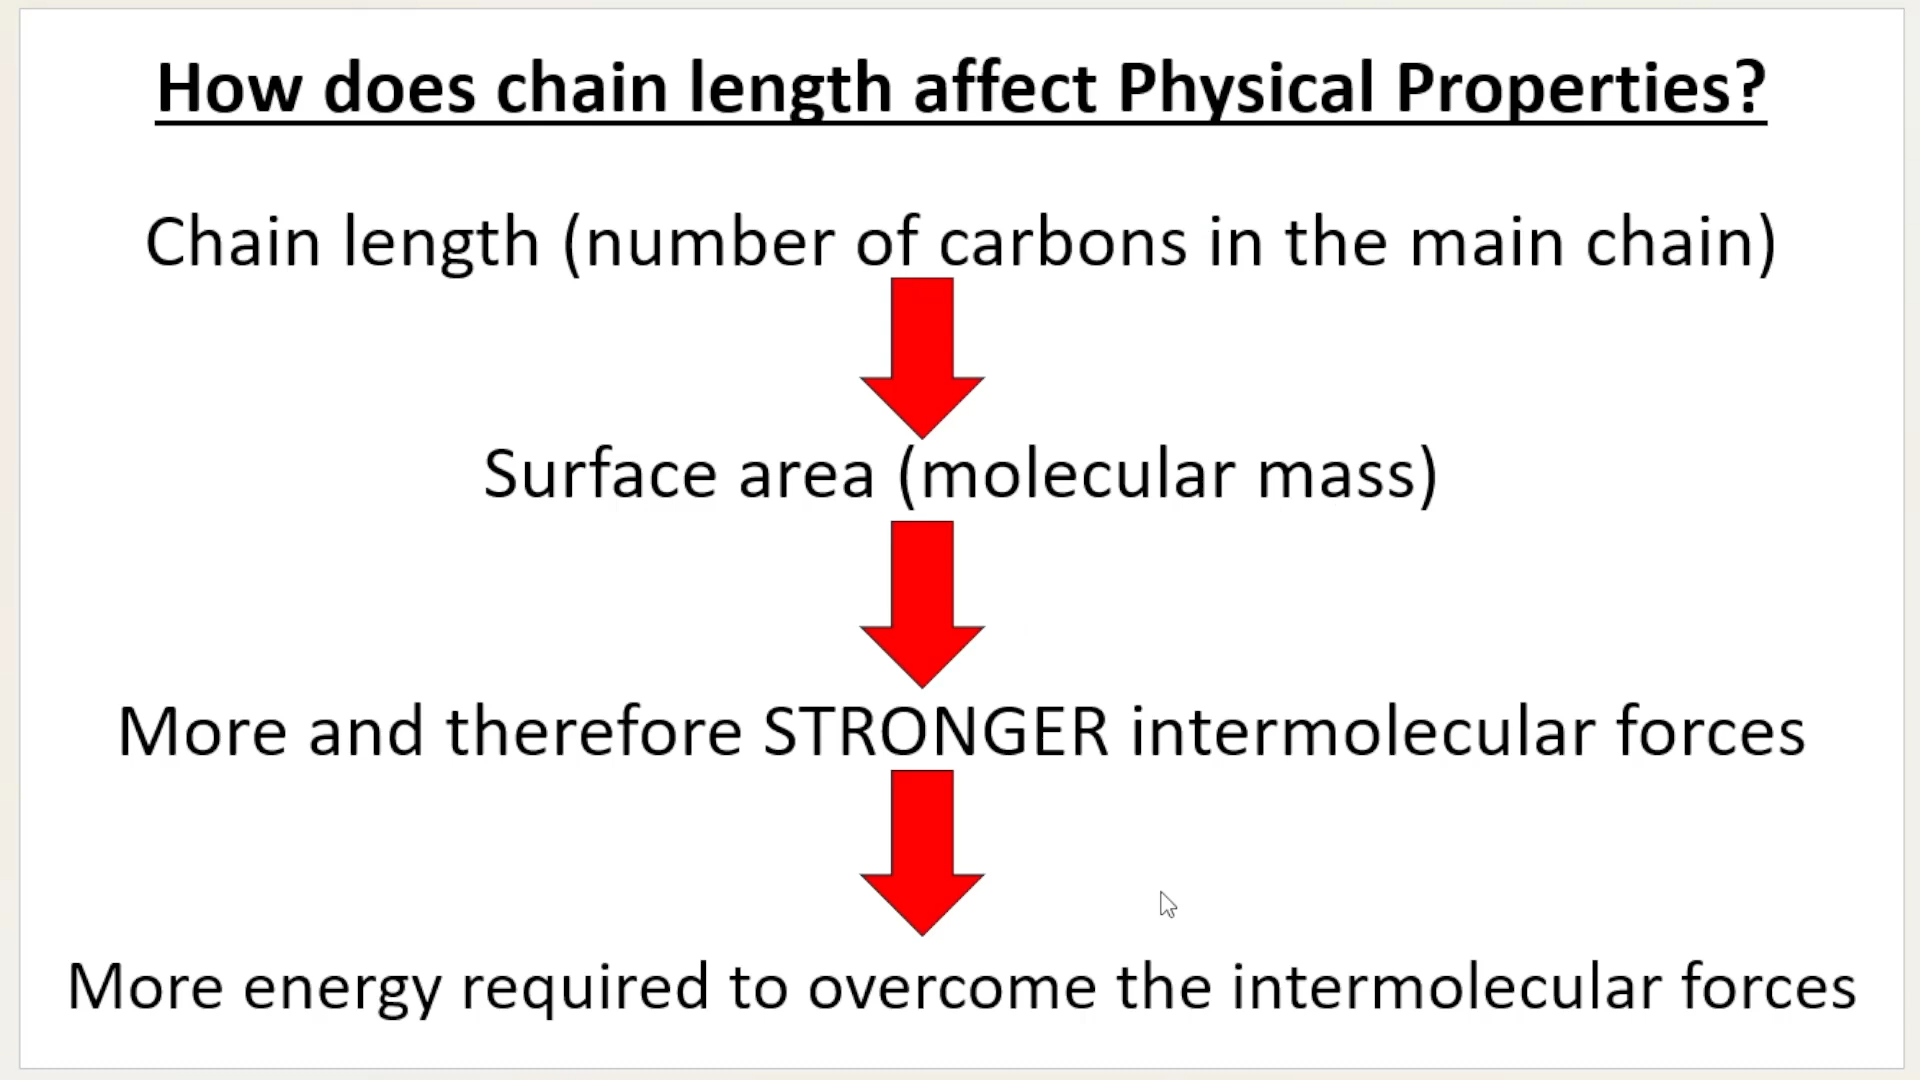 How does chain length affect Physical Properties?
Chain length (number of carbons in the main chain)
Surface area (molecular mass)
More and therefore STRONGER intermolecular forces
More energy required to overcome the intermolecular forces